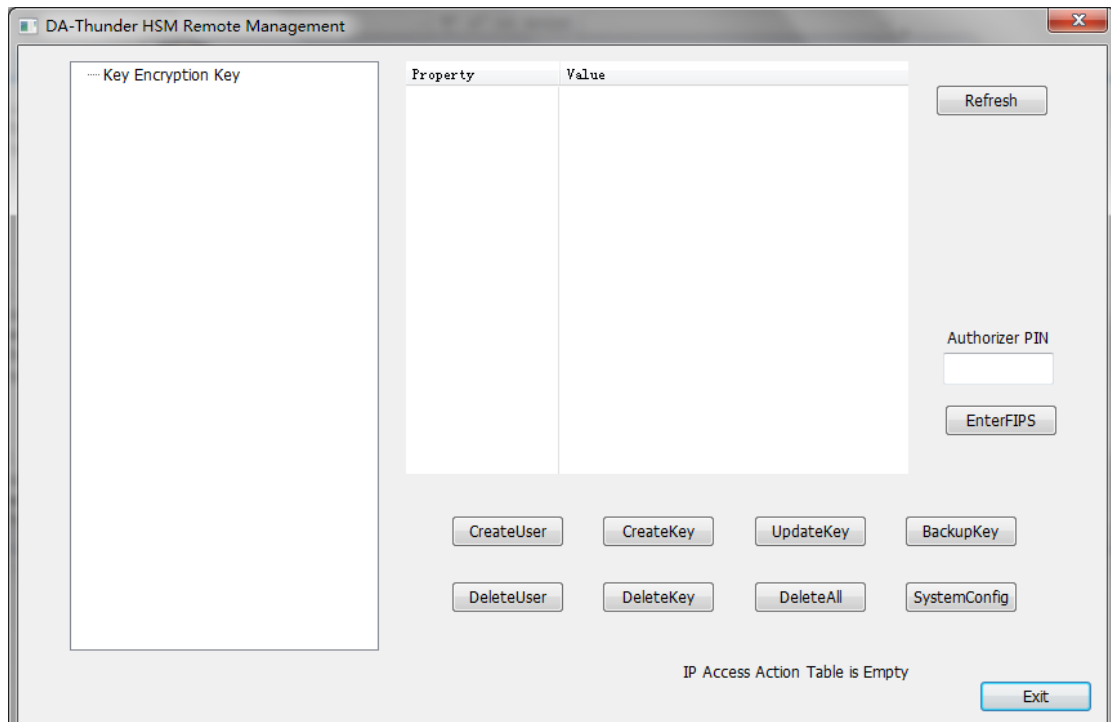 DA-Thunder HSM Remote Management
Key Encryption Key
Property Value
Refresh
Authorizer PIN
EnterFIPS
CreateUser CreateKey UpdateKey BackupKey
DeleteUser DeleteKey DeleteAll SystemConfig
IP Access Action Table is Empty
Exit